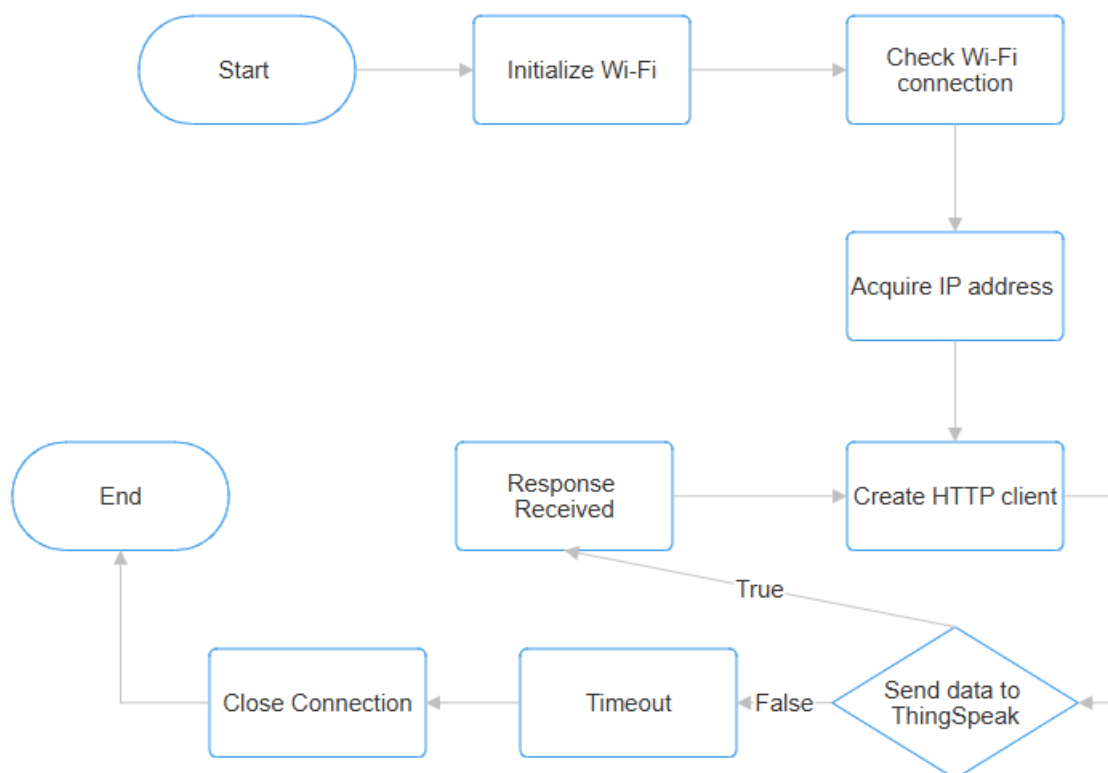 Start
Initialize Wi-Fi
Check Wi-Fi
connection
Acquire IP address
End
Response
Received
Create HTTP client
True
Close Connection
Timeout
False
Send data to
ThingSpeak